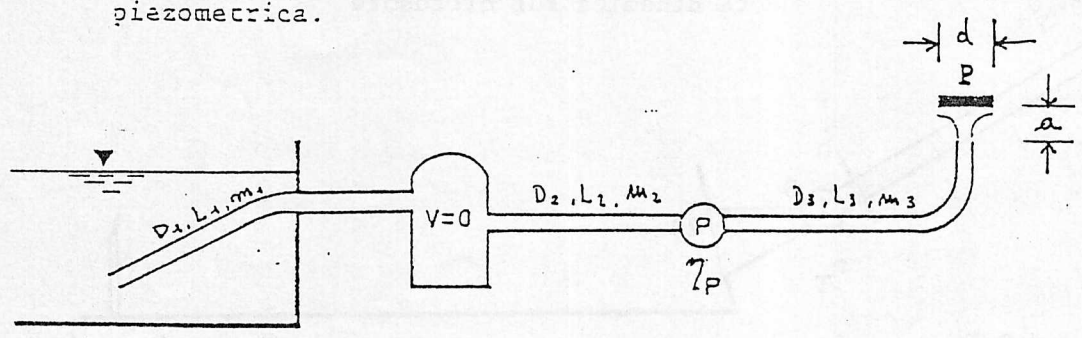 piezometrica.
d
P
a
D₁,L₁,m₁
V=0
D₂,L₂,m₂
P
D₃,L₃,m₃
ηP